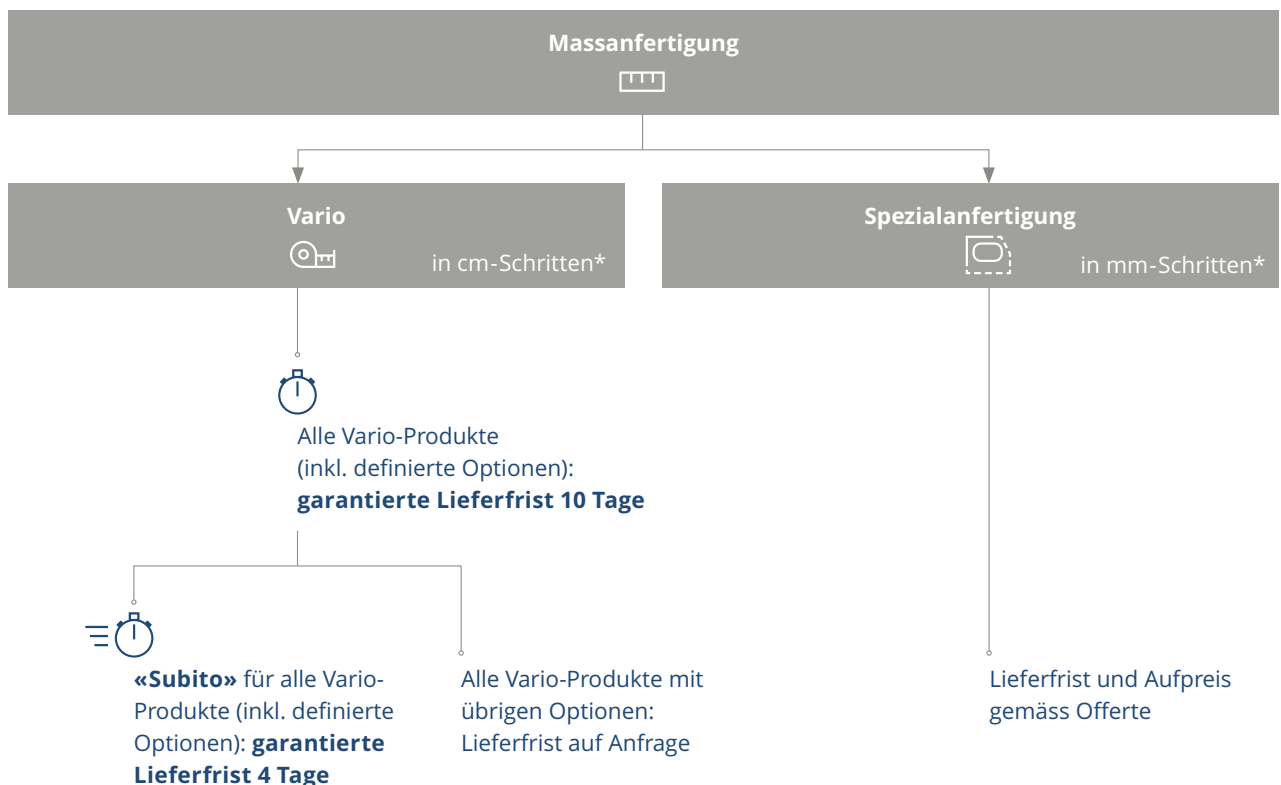 Massanfertigung
Vario
in cm-Schritten*
Spezialanfertigung
in mm-Schritten*
Alle Vario-Produkte
(inkl. definierte Optionen):
garantierte Lieferfrist 10 Tage
«Subito» für alle Vario-
Produkte (inkl. definierte
Optionen): garantierte
Lieferfrist 4 Tage
Alle Vario-Produkte mit
übrigen Optionen:
Lieferfrist auf Anfrage
Lieferfrist und Aufpreis
gemäss Offerte